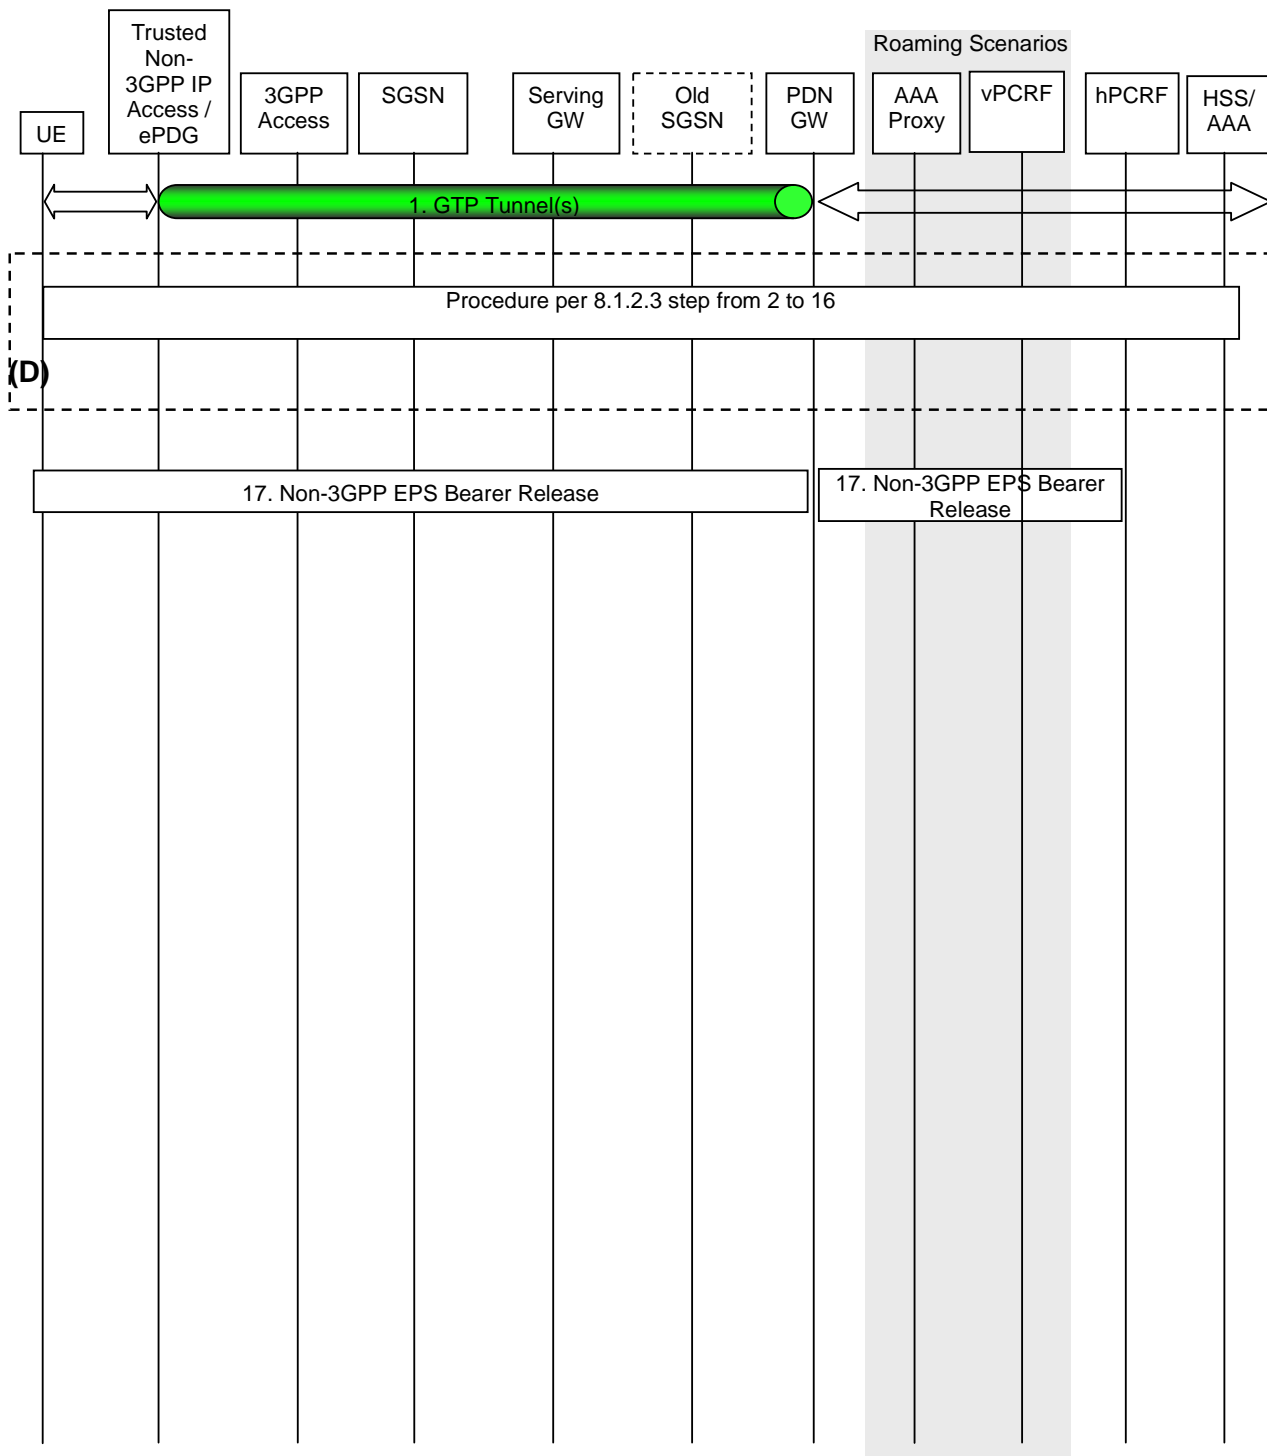 Trusted
Non-
3GPP IP
Access /
ePDG
Roaming Scenarios
UE
3GPP
Access
SGSN
Serving
GW
Old
SGSN
PDN
GW
AAA
Proxy
vPCRF
hPCRF
HSS/
AAA
1. GTP Tunnel(s)
Procedure per 8.1.2.3 step from 2 to 16
(D)
17. Non-3GPP EPS Bearer Release
17. Non-3GPP EPS Bearer
Release